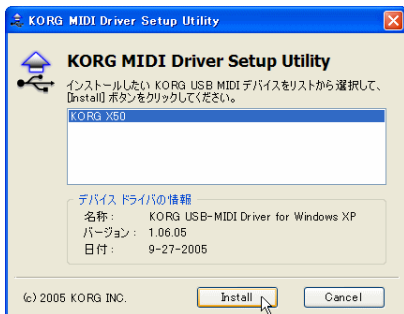 KORG MIDI Driver Setup Utility
KORG MIDI Driver Setup Utility
インストールしたい KORG USB MIDI デバイスをリストから選択して、
[Install] ボタンをクリックしてください。
KORG X50
デバイス ドライバの情報
名称： KORG USB-MIDI Driver for Windows XP
バージョン： 1.06.05
日付： 9-27-2005
(c) 2005 KORG INC. Install Cancel